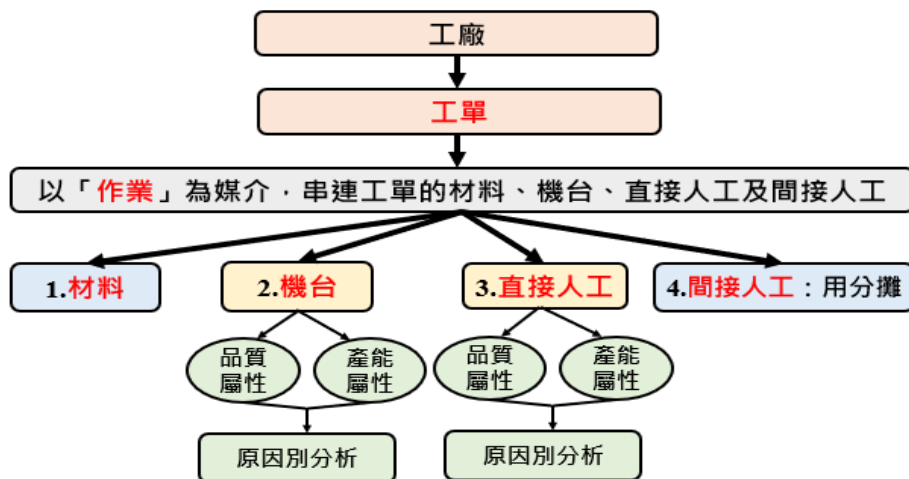 工廠
工單
以「作業」為媒介，串連工單的材料、機台、直接人工及間接人工
1.材料
2.機台
3.直接人工
4.間接人工：用分攤
品質
屬性
產能
屬性
品質
屬性
產能
屬性
原因別分析
原因別分析